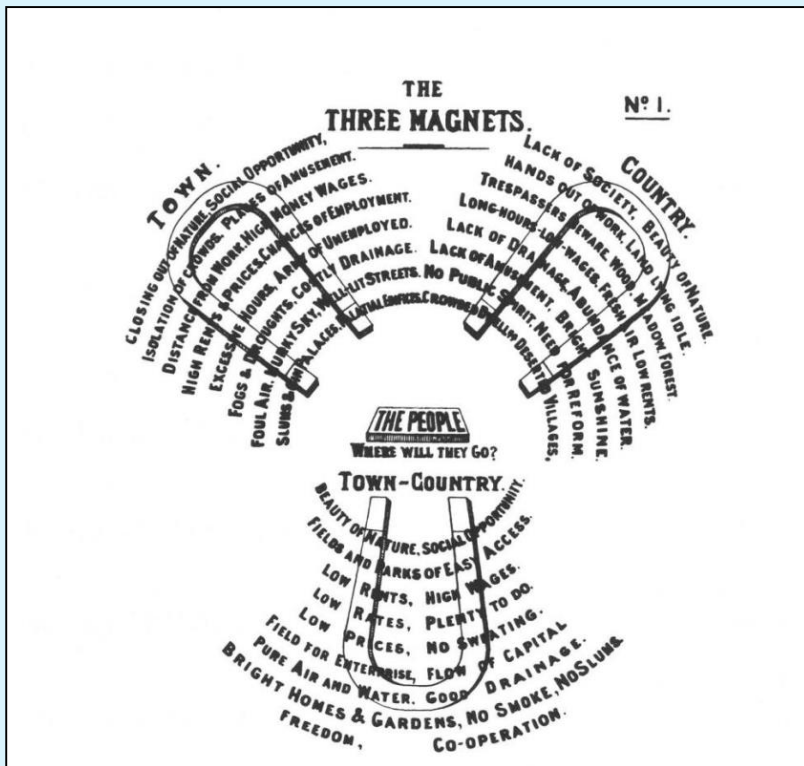 THE
THREE MAGNETS.
Nº 1.
TOWN.
CLOSING OUT OF NATURE. SOCIAL OPPORTUNITY,
ISOLATION OF CROWDS. PLACES OF AMUSEMENT.
DISTANCE FROM WORK. HIGH MONEY WAGES.
HIGH RENTS & PRICES. CHANCES OF EMPLOYMENT.
EXCESSIVE HOURS, ARMY OF UNEMPLOYED.
FOGS & DROUGHTS. COSTLY DRAINAGE.
FOUL AIR. MURKY SKY, WELL-LIT STREETS.
SLUMS & GIN PALACES, PALATIAL EDIFICES.
COUNTRY.
LACK OF SOCIETY. BEAUTY OF NATURE.
HANDS OUT OF WORK, LAND LYING IDLE.
TRESPASSERS BEWARE. WOOD, MEADOW, FOREST.
LONG-HOURS-LOW-WAGES. FRESH AIR LOW RENTS.
LACK OF DRAINAGE, ABUNDANCE OF WATER.
LACK OF AMUSEMENT. BRIGHT SUNSHINE.
NO PUBLIC SPIRIT. NEED FOR REFORM.
CROWDED DWELLINGS DESERTED VILLAGES,
THE PEOPLE
WHERE WILL THEY GO?
TOWN-COUNTRY.
BEAUTY OF NATURE, SOCIAL OPPORTUNITY.
FIELDS AND PARKS OF EASY ACCESS.
LOW RENTS, HIGH WAGES.
LOW RATES, PLENTY TO DO.
LOW PRICES, NO SWEATING.
FIELD FOR ENTERPRISE, FLOW OF CAPITAL
PURE AIR AND WATER. GOOD DRAINAGE.
BRIGHT HOMES & GARDENS, NO SMOKE, NO SLUMS.
FREEDOM, CO-OPERATION.